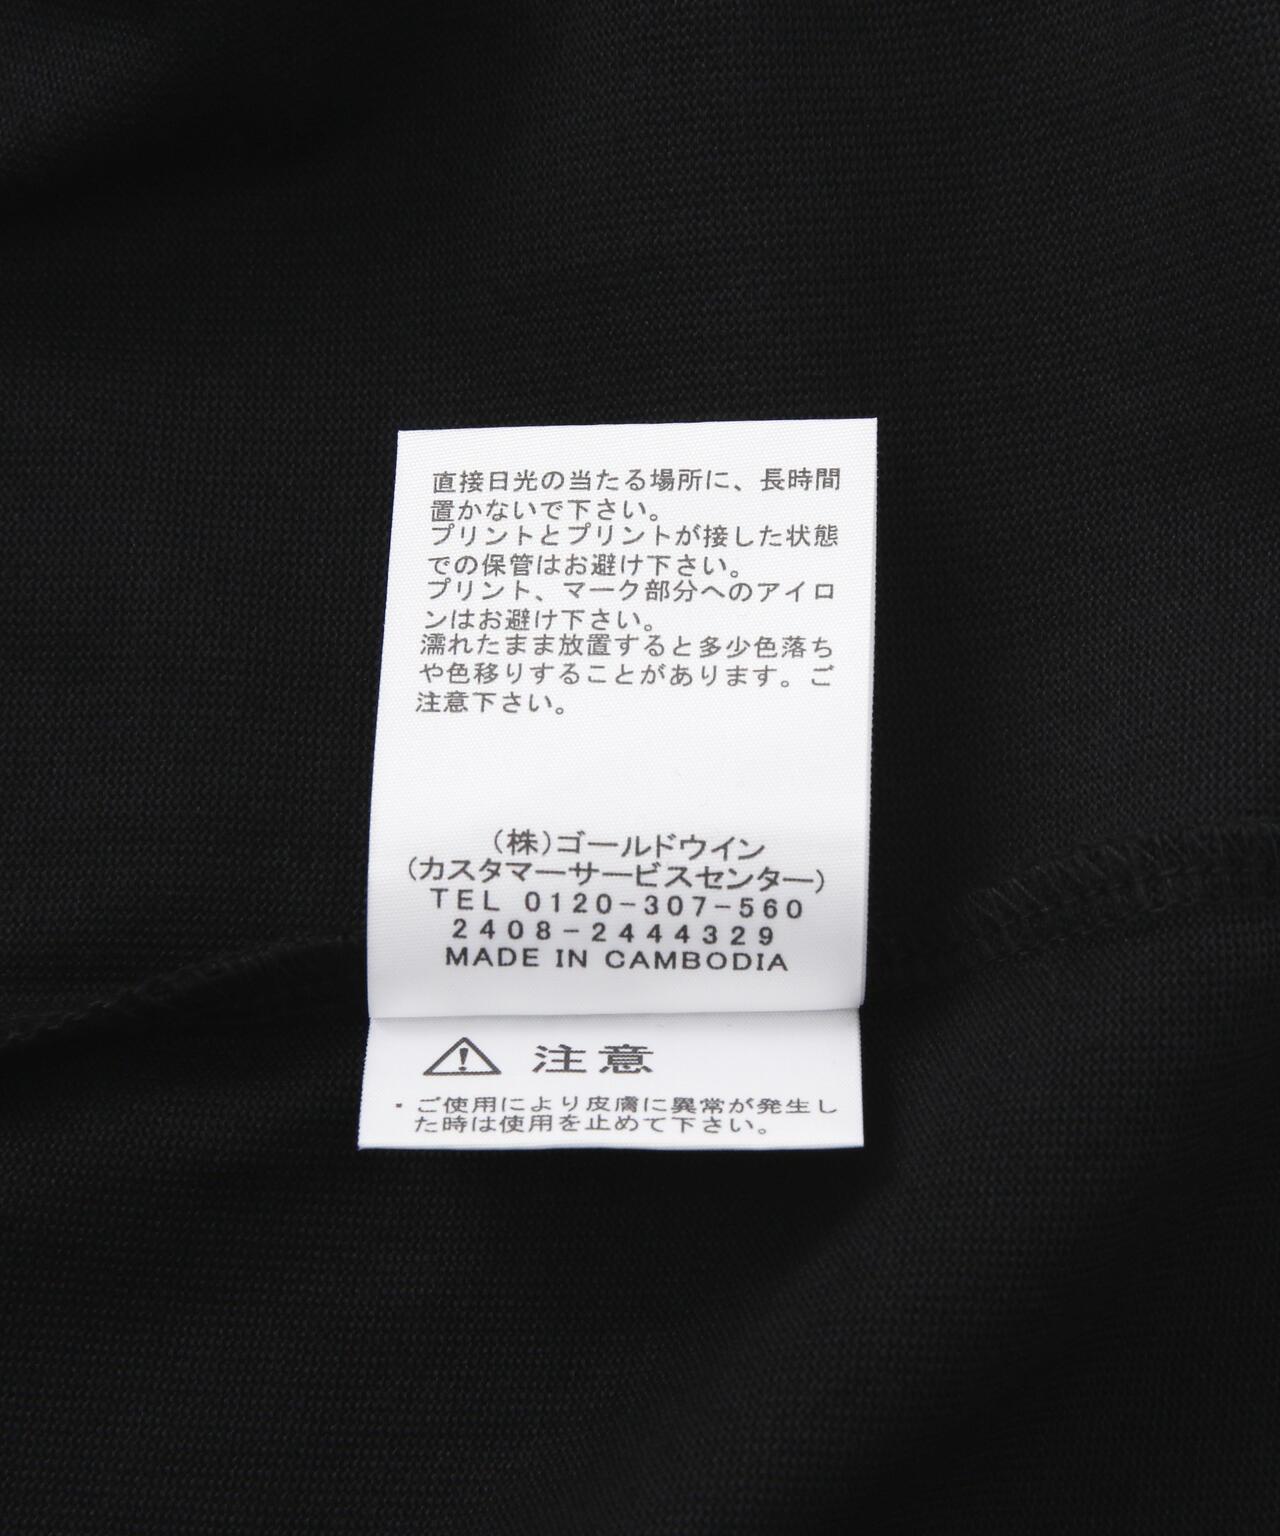 直接日光の当たる場所に、長時間
置かないで下さい。
プリントとプリントが接した状態
での保管はお避け下さい。
プリント、マーク部分へのアイロ
ンはお避け下さい。
濡れたまま放置すると多少色落ち
や色移りすることがあります。ご
注意下さい。
(株)ゴールドウイン
(カスタマーサービスセンター)
TEL 0120-307-560
2408-2444329
MADE IN CAMBODIA
注意
・ご使用により皮膚に異常が発生し
た時は使用を止めて下さい。